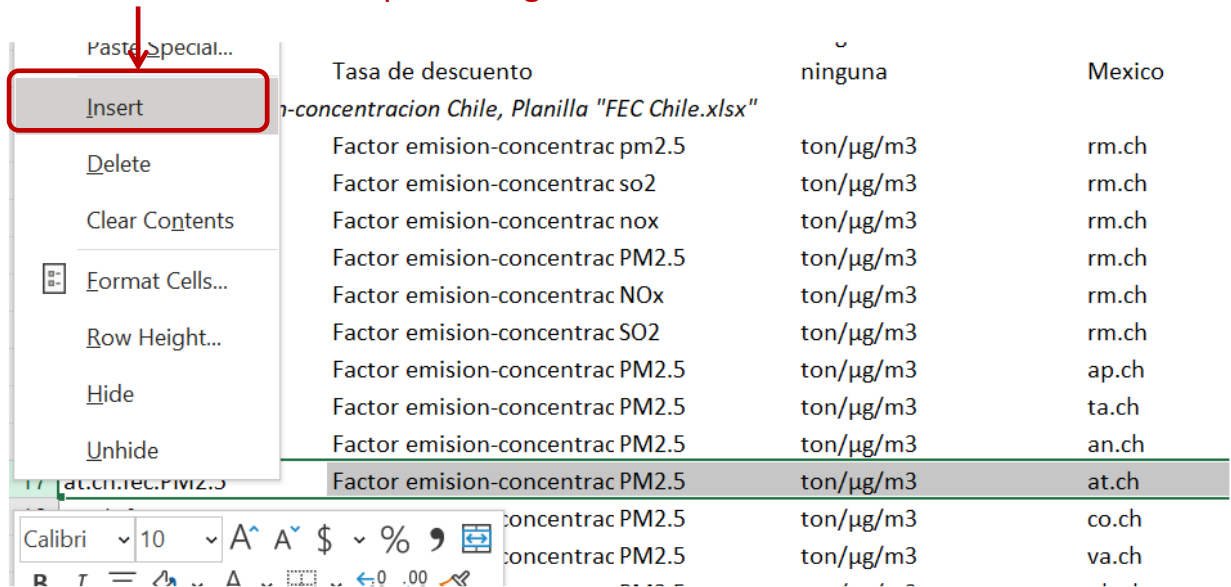 Paste Special...
Tasa de descuento ninguna Mexico
Insert n-concentracion Chile, Planilla "FEC Chile.xlsx"
Factor emision-concentrac pm2.5 ton/µg/m3 rm.ch
Delete
Factor emision-concentrac so2 ton/µg/m3 rm.ch
Clear Contents Factor emision-concentrac nox ton/µg/m3 rm.ch
Factor emision-concentrac PM2.5 ton/µg/m3 rm.ch
Format Cells...
Factor emision-concentrac NOx ton/µg/m3 rm.ch
Row Height... Factor emision-concentrac SO2 ton/µg/m3 rm.ch
Factor emision-concentrac PM2.5 ton/µg/m3 ap.ch
Hide
Factor emision-concentrac PM2.5 ton/µg/m3 ta.ch
Unhide Factor emision-concentrac PM2.5 ton/µg/m3 an.ch
17 at.ch.fec.PM2.5 Factor emision-concentrac PM2.5 ton/µg/m3 at.ch
concentrac PM2.5 ton/µg/m3 co.ch
Calibri 10 A A $ % 9
concentrac PM2.5 ton/µg/m3 va.ch
B I A